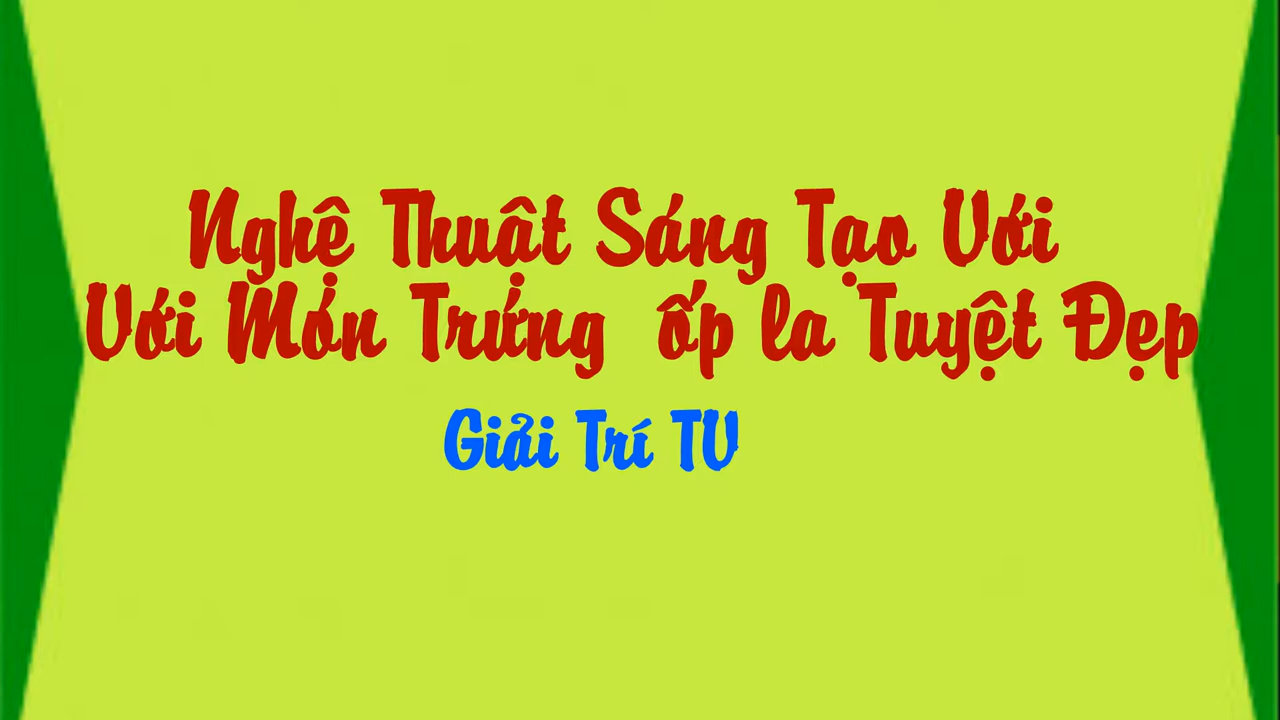 Nghệ Thuật Sáng Tạo Với
Với Món Trứng ốp la Tuyệt Đẹp
Giải Trí TV